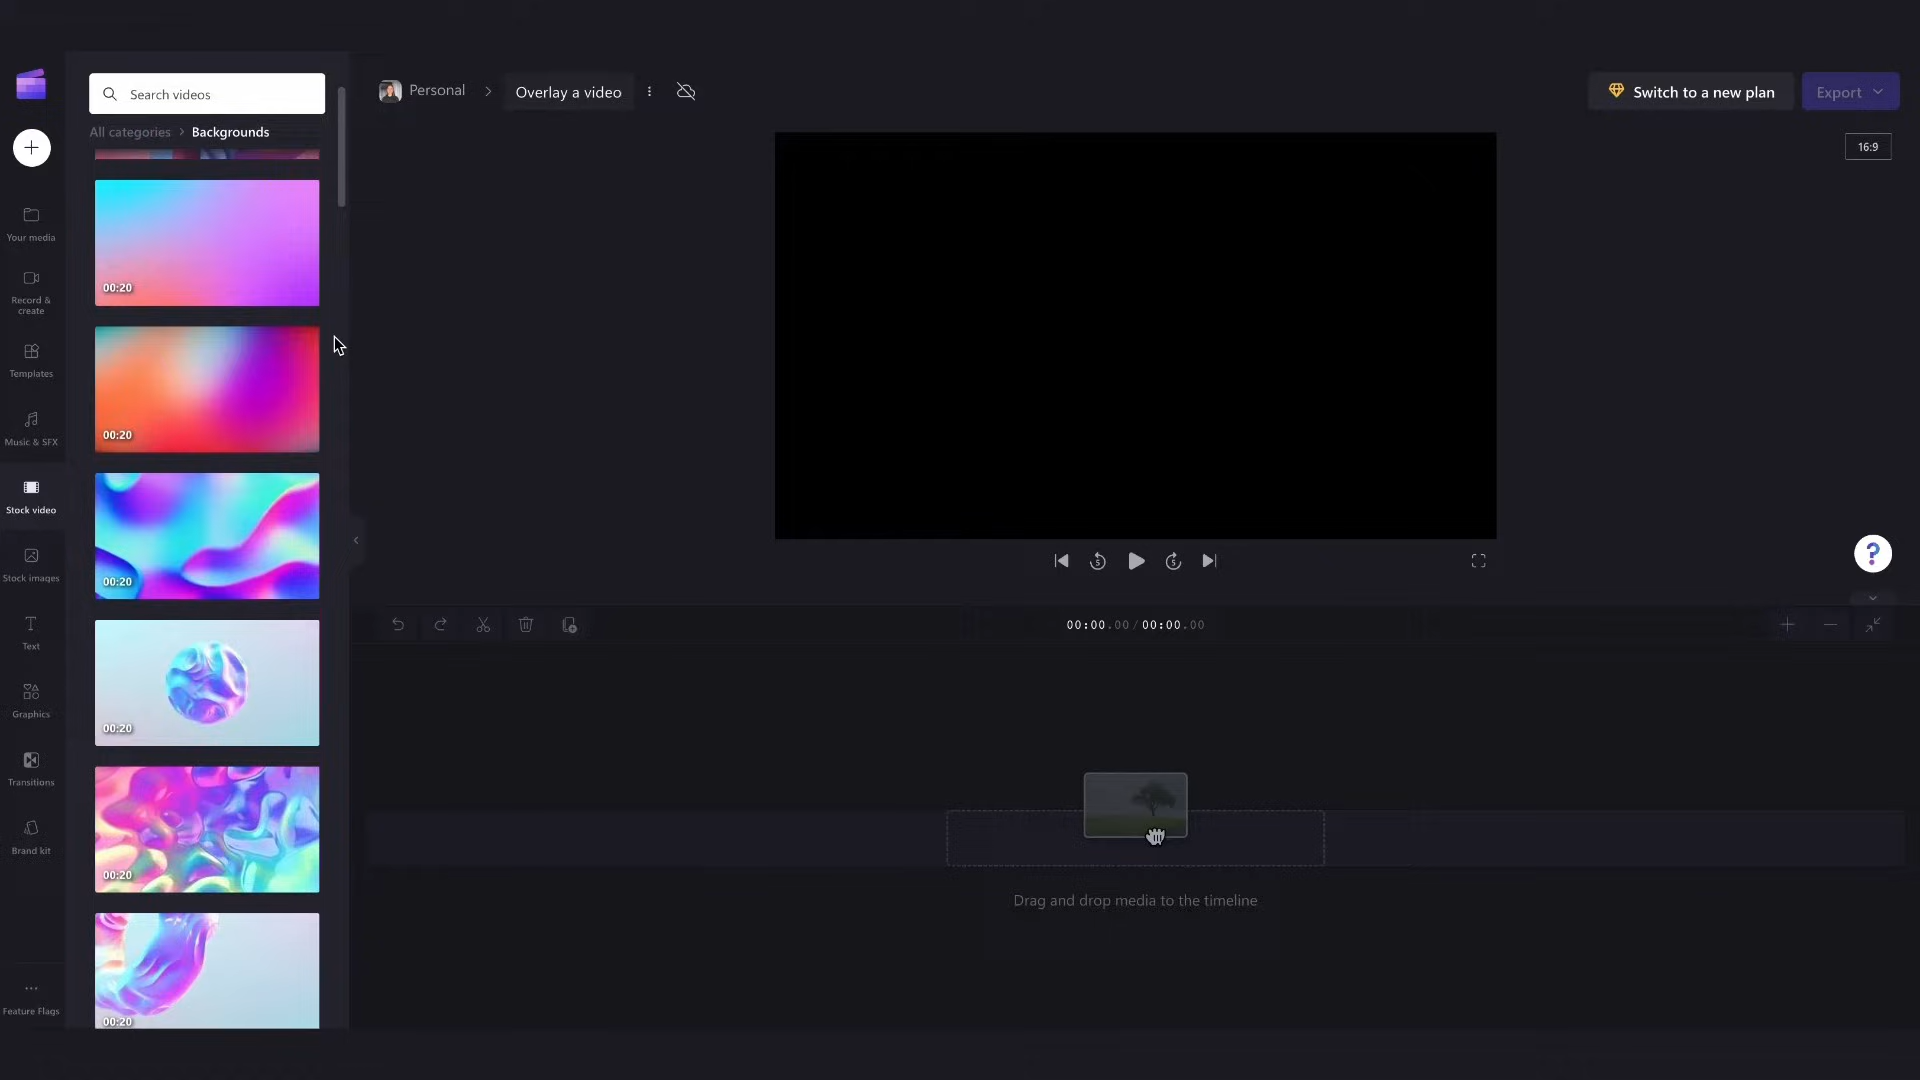 Search videos
Personal
Overlay a video
Switch to a new plan
Export
All categories > Backgrounds
16:9
Your media
00:20
Record &
create
Templates
00:20
Music & SFX
Stock video
00:20
Stock images
5
5
?
Text
00:00.00 / 00:00.00
Graphics
00:20
Transitions
Brand kit
00:20
Drag and drop media to the timeline
Feature Flags
00:20